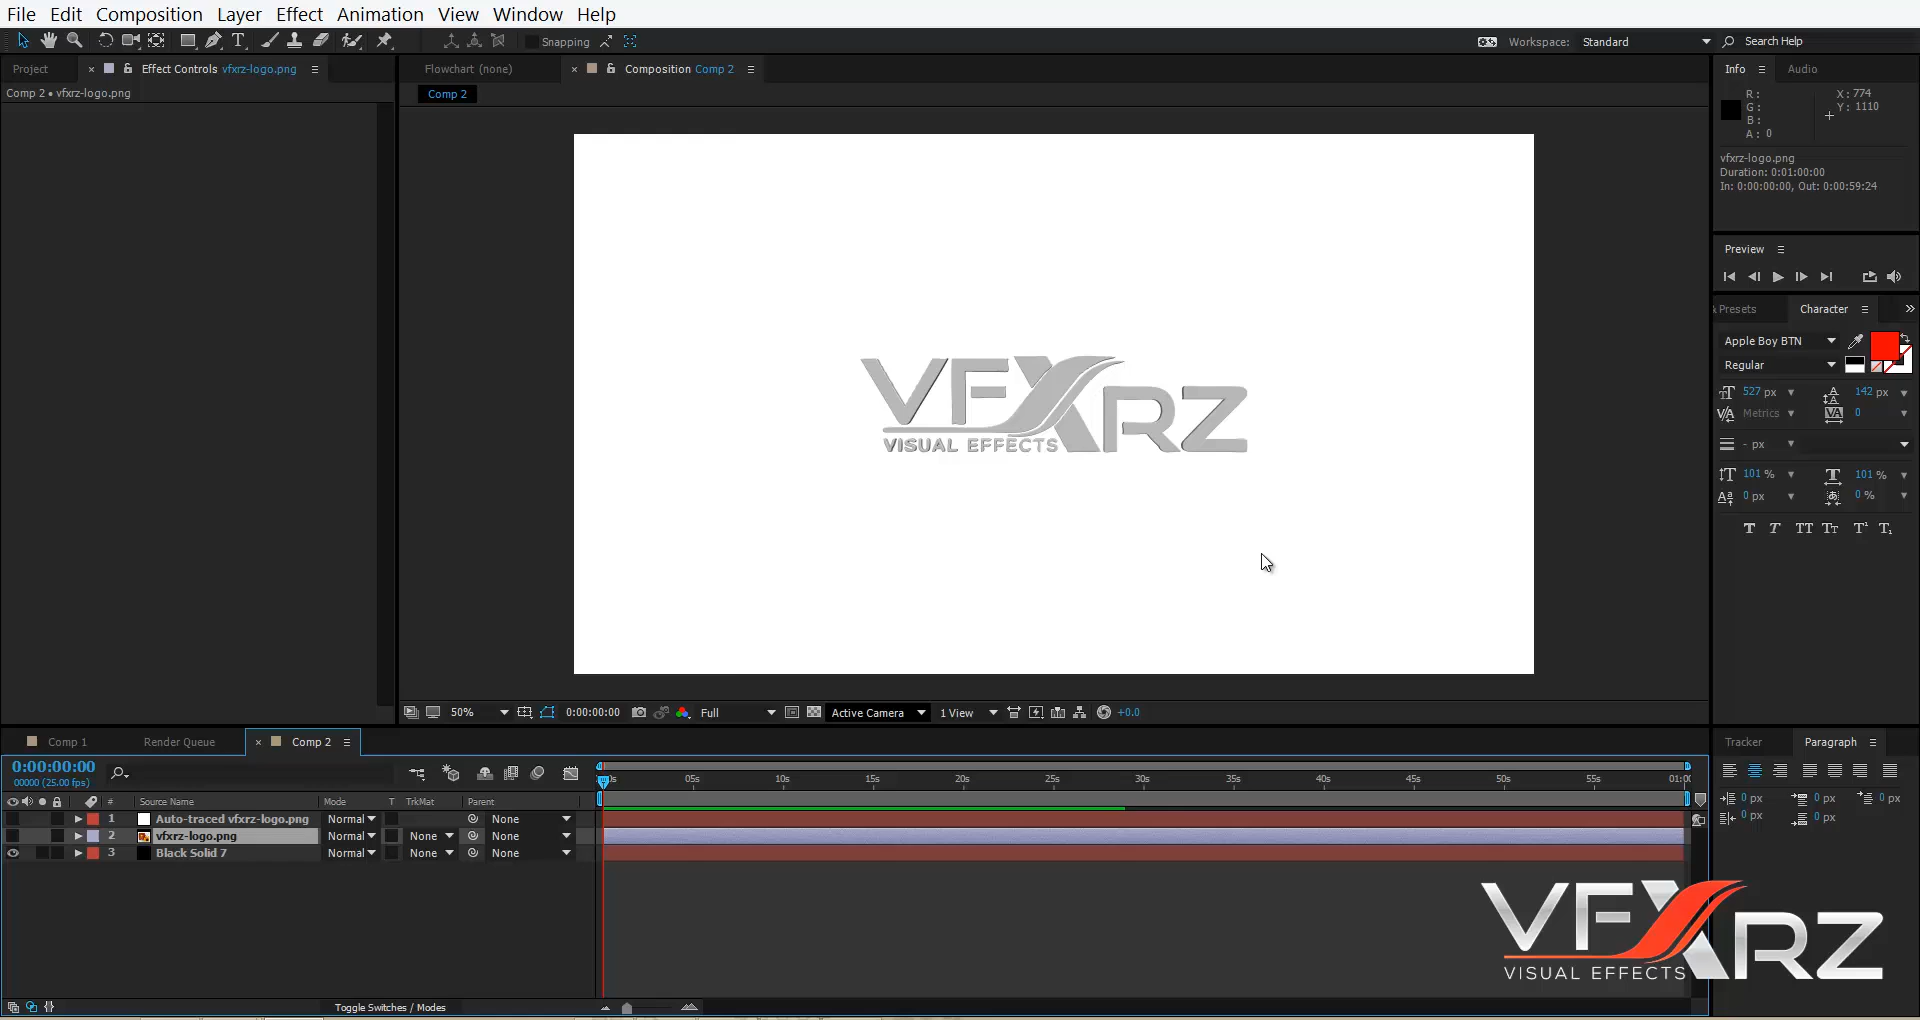 File Edit Composition Layer Effect Animation View Window Help
Snapping
Workspace: Standard
Search Help
Project
Effect Controls vfxrz-logo.png
Comp 2 • vfxrz-logo.png
Flowchart (none)
Composition Comp 2
Comp 2
Info Audio
R:
G:
B:
A: 0
X: 774
Y: 1110
vfxrz-logo.png
Duration: 0:01:00:00
In: 0:00:00:00, Out: 0:00:59:24
Preview
Presets Character
Apple Boy BTN
Regular
527 px 142 px
Metrics 0
- px
101 % 101 %
0 px 0 %
T T TT Tt T¹ T₁
VFXRZ
VISUAL EFFECTS
50% 0:00:00:00 Full Active Camera 1 View +0.0
Comp 1 Render Queue Comp 2
0:00:00:00
00000 (25.00 fps)
05s 10s 15s 20s 25s 30s 35s 40s 45s 50s 55s 01:00
# Source Name Mode T TrkMat Parent
1 Auto-traced vfxrz-logo.png Normal None
2 vfxrz-logo.png Normal None None
3 Black Solid 7 Normal None None
Toggle Switches / Modes
Tracker Paragraph
0 px 0 px 0 px
0 px 0 px
VFXRZ
VISUAL EFFECTS